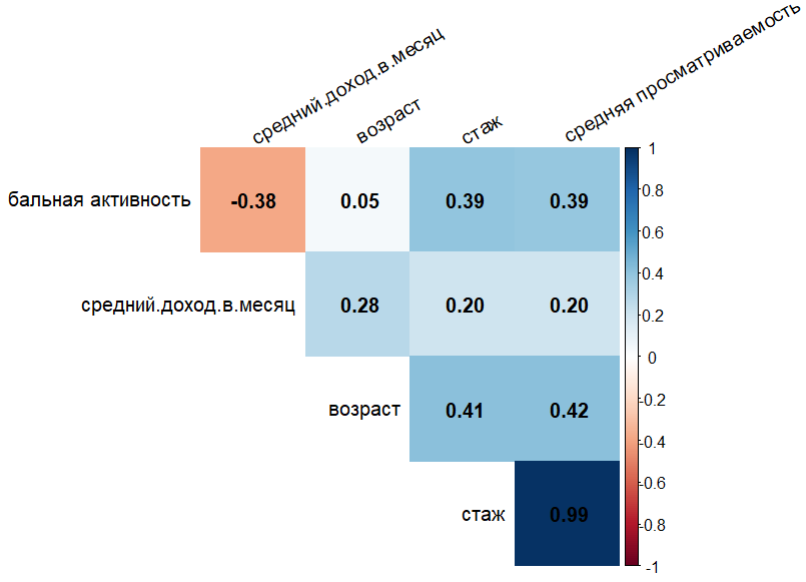 средний.доход.в.месяц
возраст
стаж
средняя просматриваемость
бальная активность -0.38 0.05 0.39 0.39
средний.доход.в.месяц 0.28 0.20 0.20
возраст 0.41 0.42
стаж 0.99
1
0.8
0.6
0.4
0.2
0
-0.2
-0.4
-0.6
-0.8
-1